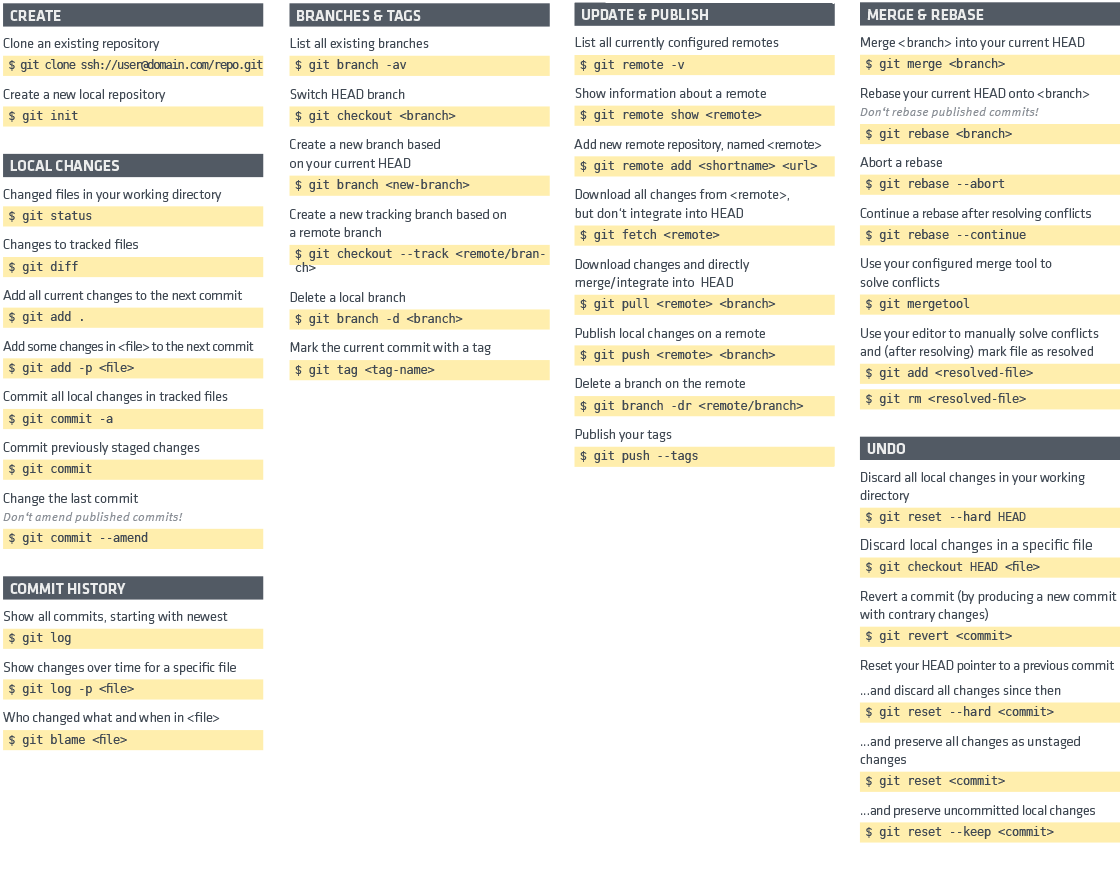 CREATE
Clone an existing repository
$ git clone ssh://user@domain.com/repo.git
Create a new local repository
$ git init
LOCAL CHANGES
Changed files in your working directory
$ git status
Changes to tracked files
$ git diff
Add all current changes to the next commit
$ git add .
Add some changes in <file> to the next commit
$ git add -p <file>
Commit all local changes in tracked files
$ git commit -a
Commit previously staged changes
$ git commit
Change the last commit
Don't amend published commits!
$ git commit --amend
COMMIT HISTORY
Show all commits, starting with newest
$ git log
Show changes over time for a specific file
$ git log -p <file>
Who changed what and when in <file>
$ git blame <file>
BRANCHES & TAGS
List all existing branches
$ git branch -av
Switch HEAD branch
$ git checkout <branch>
Create a new branch based
on your current HEAD
$ git branch <new-branch>
Create a new tracking branch based on
a remote branch
$ git checkout --track <remote/bran-
ch>
Delete a local branch
$ git branch -d <branch>
Mark the current commit with a tag
$ git tag <tag-name>
UPDATE & PUBLISH
List all currently configured remotes
$ git remote -v
Show information about a remote
$ git remote show <remote>
Add new remote repository, named <remote>
$ git remote add <shortname> <url>
Download all changes from <remote>,
but don't integrate into HEAD
$ git fetch <remote>
Download changes and directly
merge/integrate into HEAD
$ git pull <remote> <branch>
Publish local changes on a remote
$ git push <remote> <branch>
Delete a branch on the remote
$ git branch -dr <remote/branch>
Publish your tags
$ git push --tags
MERGE & REBASE
Merge <branch> into your current HEAD
$ git merge <branch>
Rebase your current HEAD onto <branch>
Don't rebase published commits!
$ git rebase <branch>
Abort a rebase
$ git rebase --abort
Continue a rebase after resolving conflicts
$ git rebase --continue
Use your configured merge tool to
solve conflicts
$ git mergetool
Use your editor to manually solve conflicts
and (after resolving) mark file as resolved
$ git add <resolved-file>
$ git rm <resolved-file>
UNDO
Discard all local changes in your working
directory
$ git reset --hard HEAD
Discard local changes in a specific file
$ git checkout HEAD <file>
Revert a commit (by producing a new commit
with contrary changes)
$ git revert <commit>
Reset your HEAD pointer to a previous commit
...and discard all changes since then
$ git reset --hard <commit>
...and preserve all changes as unstaged
changes
$ git reset <commit>
...and preserve uncommitted local changes
$ git reset --keep <commit>